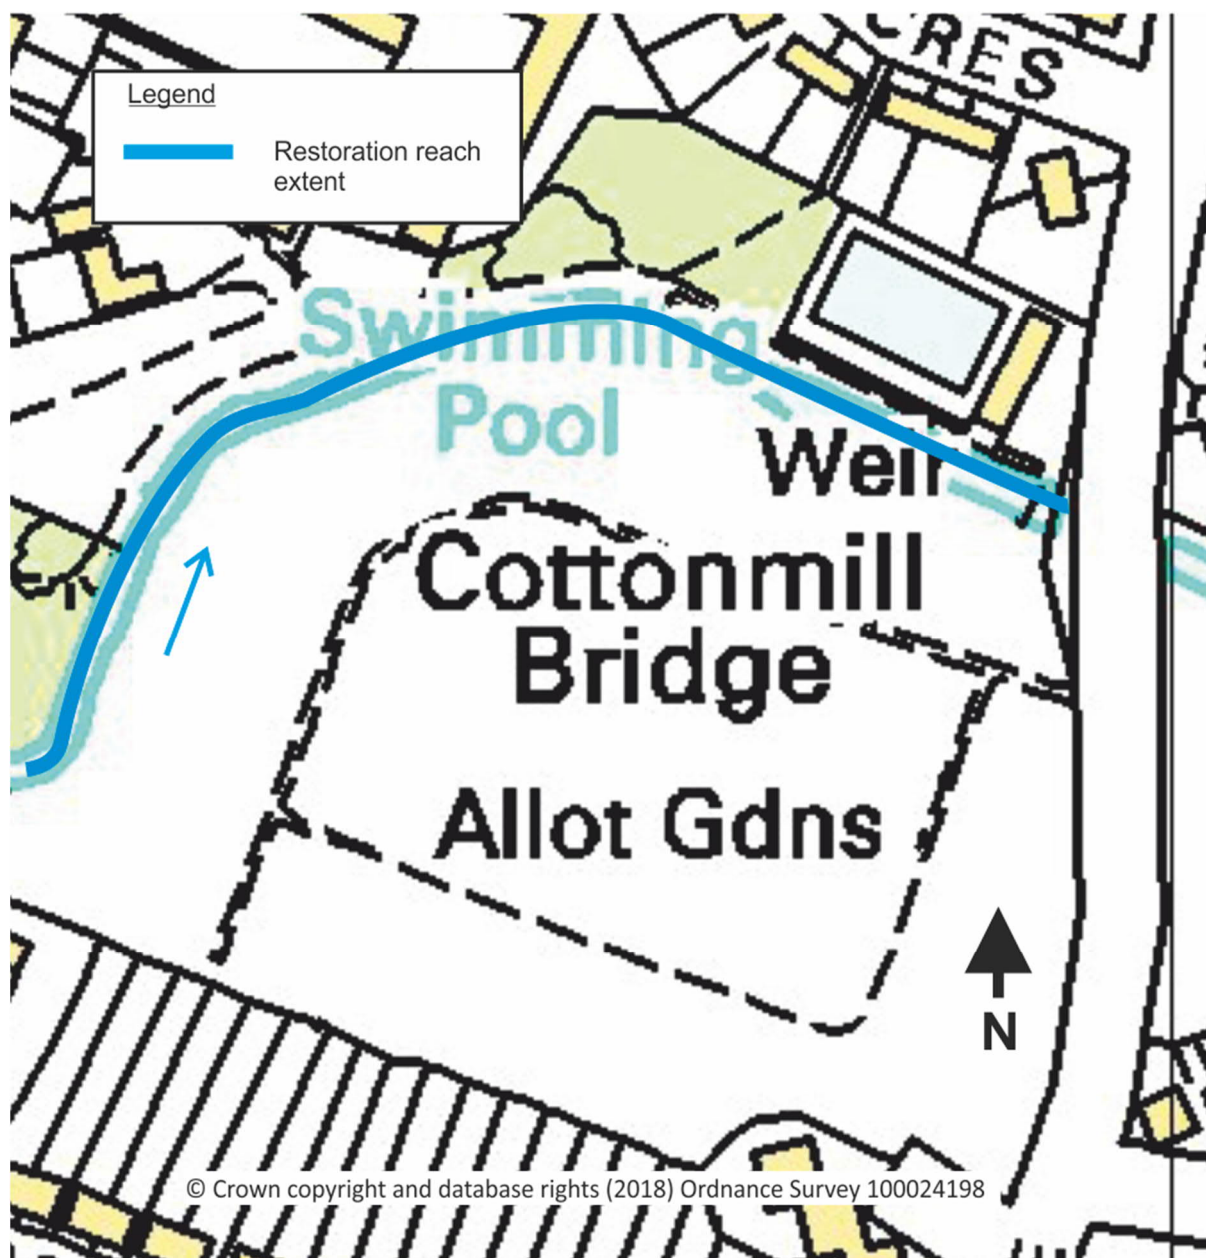 CRES
Legend
Restoration reach
extent
Swimming
Pool
Weir
Cottonmill
Bridge
Allot Gdns
N
© Crown copyright and database rights (2018) Ordnance Survey 100024198